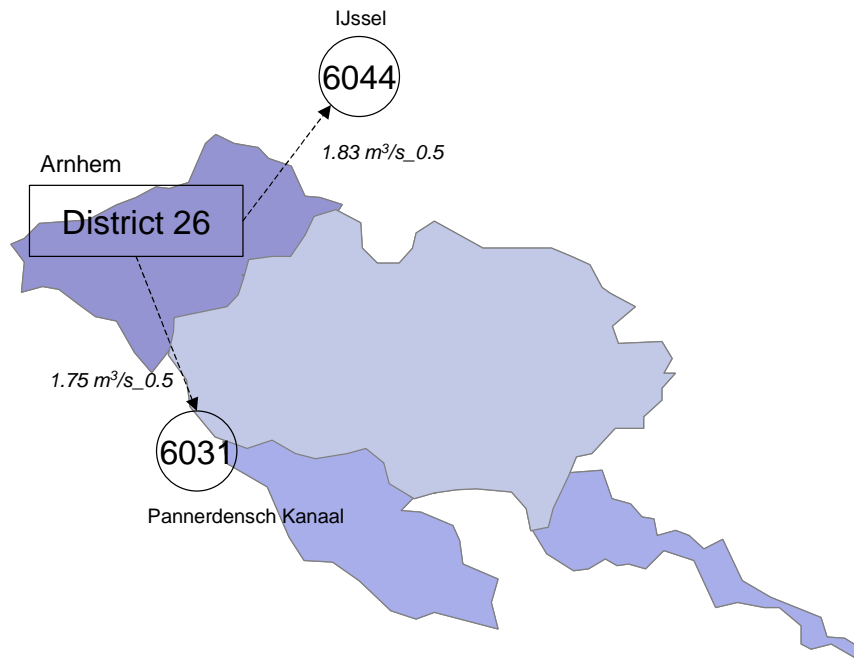 IJssel
6044
1.83 m³/s_0.5
Arnhem
District 26
1.75 m³/s_0.5
6031
Pannerdensch Kanaal